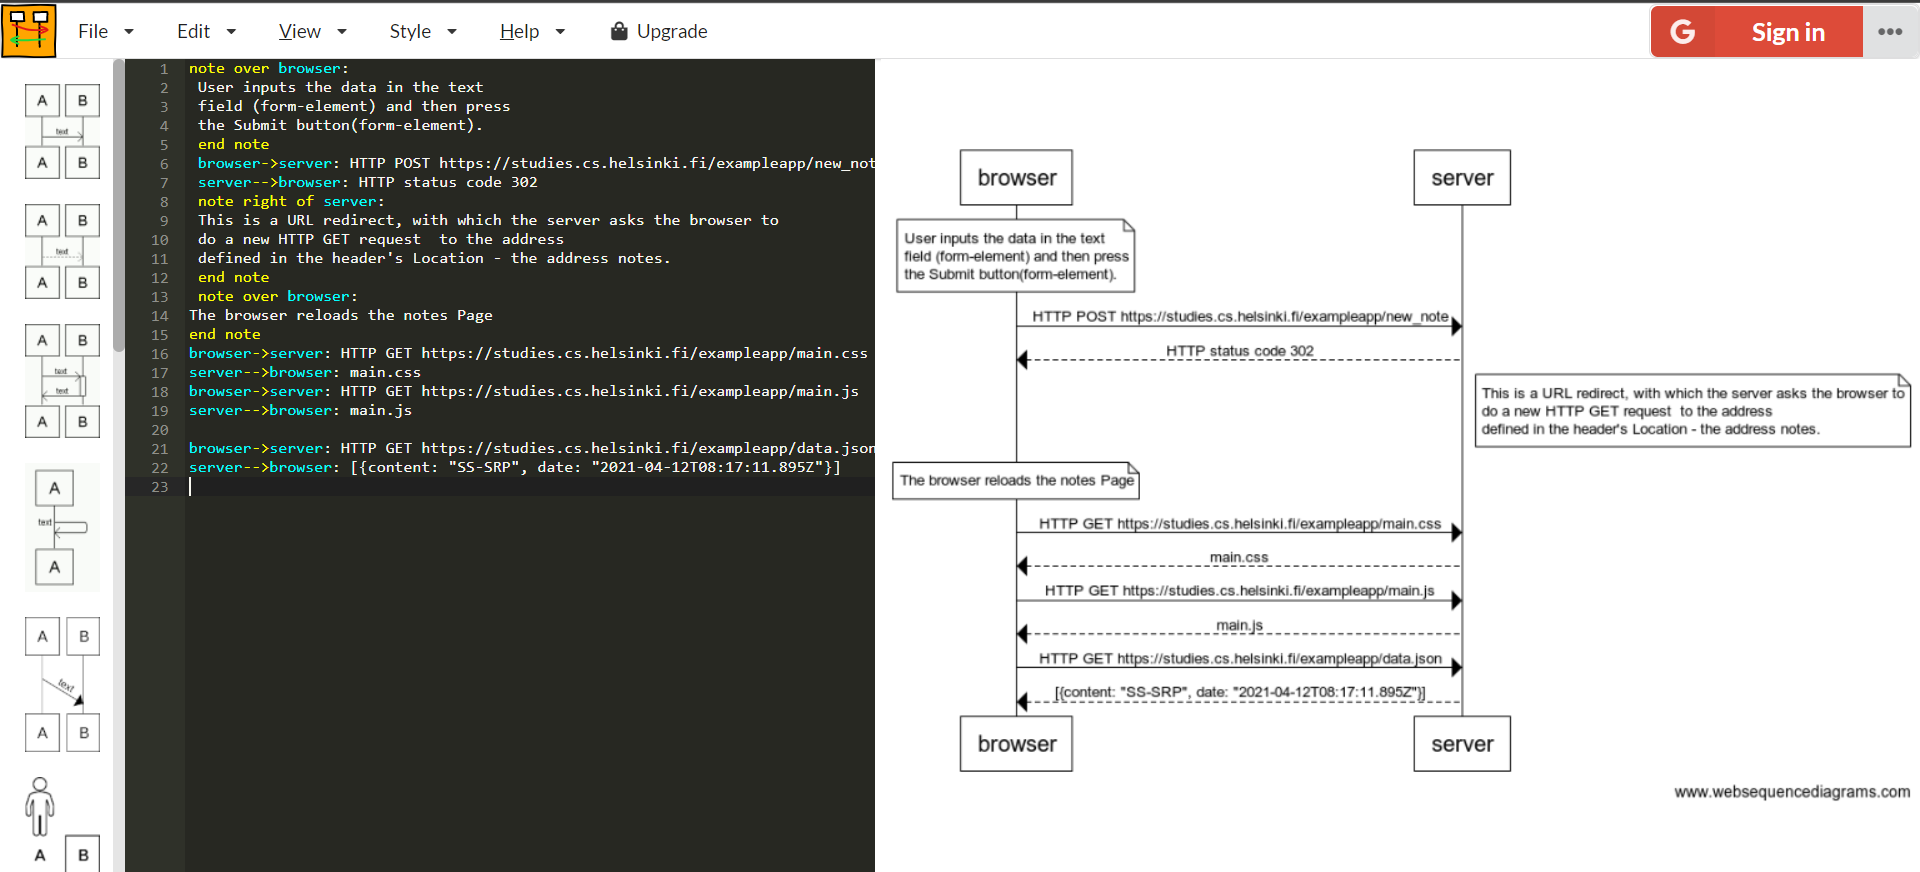 File
Edit
View
Style
Help
Upgrade
G
Sign in
A B
text
A B
A B
text
A B
A B
text
text
A B
A
text
A
A B
text
A B
A B
1 note over browser:
2 User inputs the data in the text
3 field (form-element) and then press
4 the Submit button(form-element).
5 end note
6 browser->server: HTTP POST https://studies.cs.helsinki.fi/exampleapp/new_not
7 server-->browser: HTTP status code 302
8 note right of server:
9 This is a URL redirect, with which the server asks the browser to
10 do a new HTTP GET request  to the address
11 defined in the header's Location - the address notes.
12 end note
13 note over browser:
14 The browser reloads the notes Page
15 end note
16 browser->server: HTTP GET https://studies.cs.helsinki.fi/exampleapp/main.css
17 server-->browser: main.css
18 browser->server: HTTP GET https://studies.cs.helsinki.fi/exampleapp/main.js
19 server-->browser: main.js
20
21 browser->server: HTTP GET https://studies.cs.helsinki.fi/exampleapp/data.json
22 server-->browser: [{content: "SS-SRP", date: "2021-04-12T08:17:11.895Z"}]
23
browser
server
User inputs the data in the text
field (form-element) and then press
the Submit button(form-element).
HTTP POST https://studies.cs.helsinki.fi/exampleapp/new_note
HTTP status code 302
This is a URL redirect, with which the server asks the browser to
do a new HTTP GET request  to the address
defined in the header's Location - the address notes.
The browser reloads the notes Page
HTTP GET https://studies.cs.helsinki.fi/exampleapp/main.css
main.css
HTTP GET https://studies.cs.helsinki.fi/exampleapp/main.js
main.js
HTTP GET https://studies.cs.helsinki.fi/exampleapp/data.json
[{content: "SS-SRP", date: "2021-04-12T08:17:11.895Z"}]
browser
server
www.websequencediagrams.com